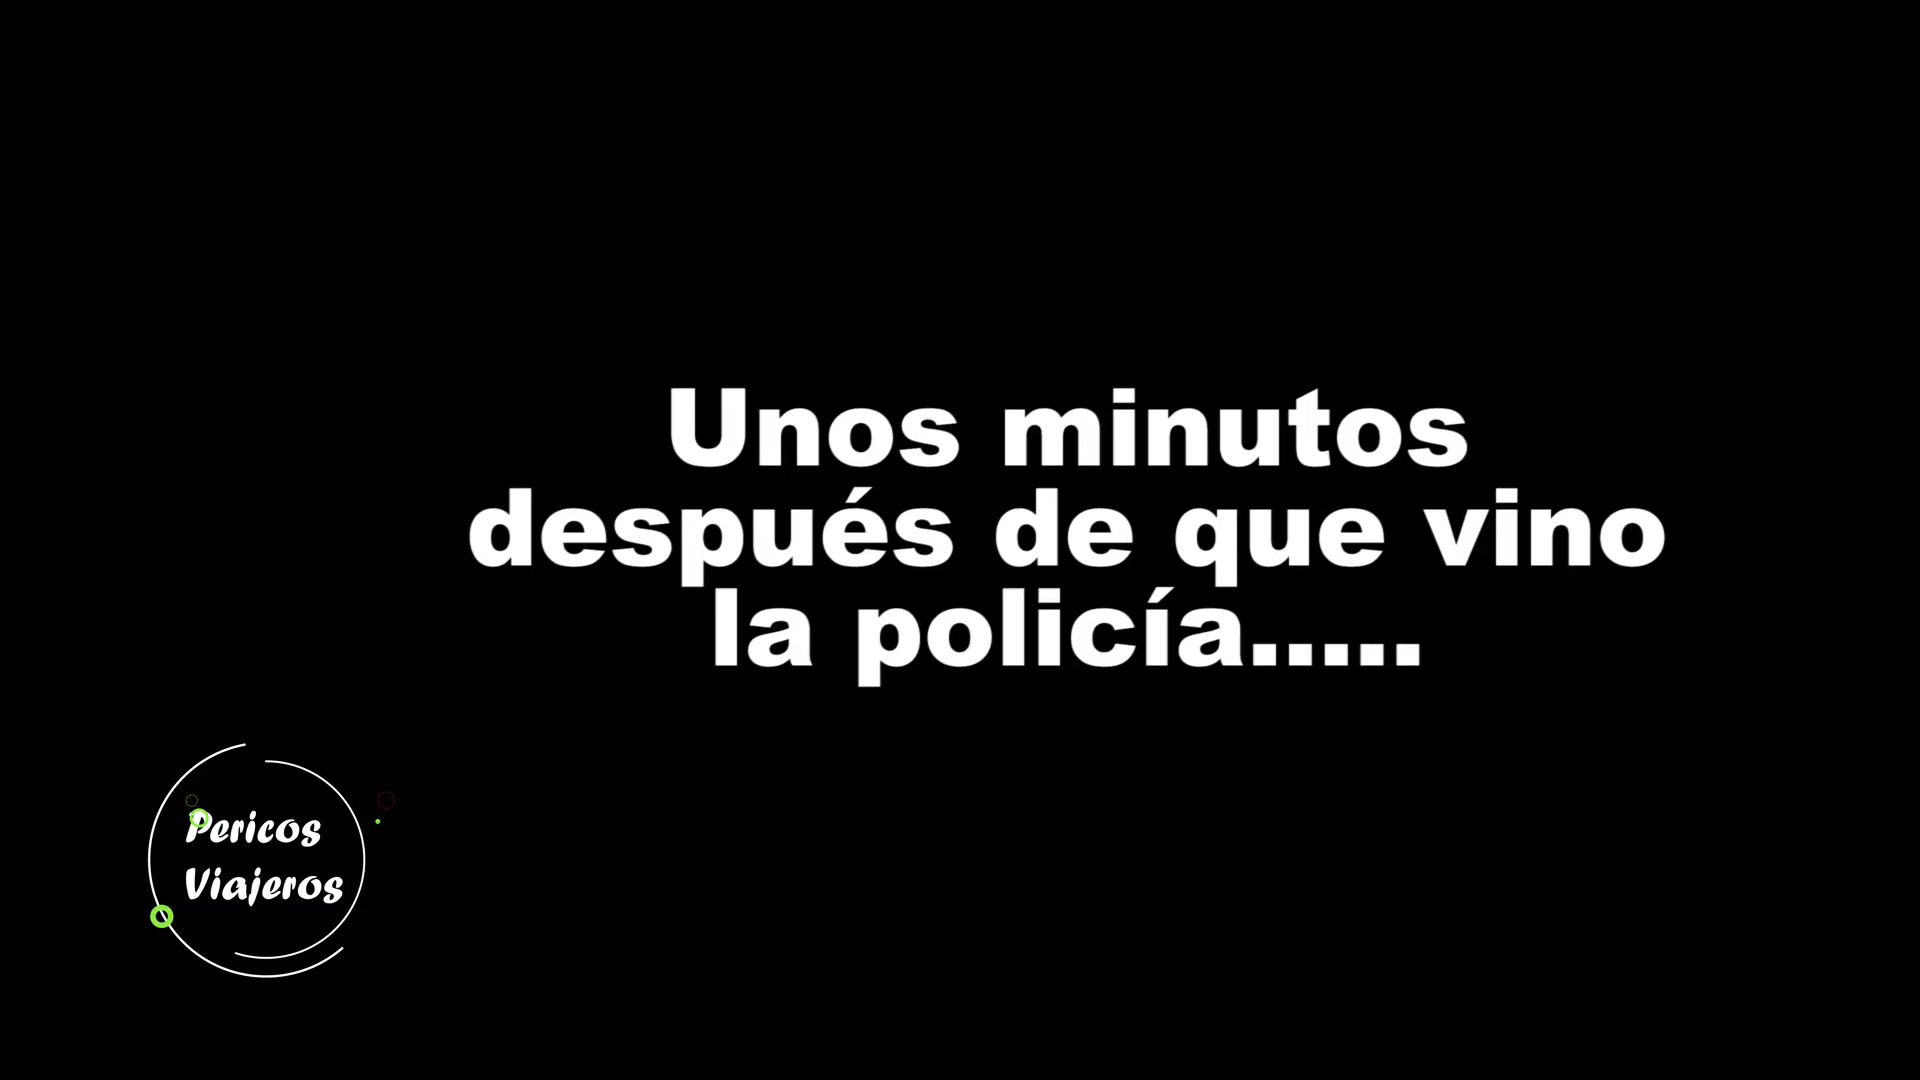 Unos minutos
después de que vino
la policía.....
Pericos
Viajeros